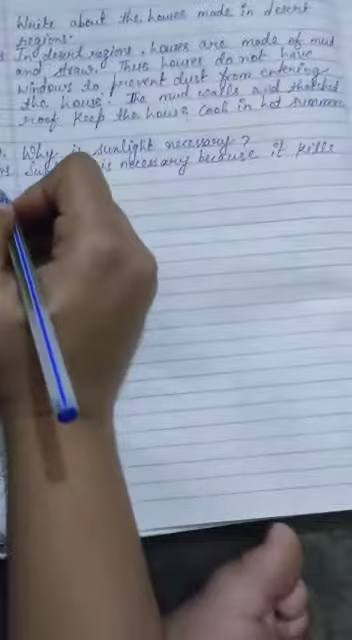 Write about the houses made in desert
regions.
In desert regions, houses are made of mud
and straw. These houses do not have
windows to prevent dust from entering
the house. The mud walls and thatched
roof keep the house cool in hot summer
Why is sunlight necessary?
is necessary because it kills